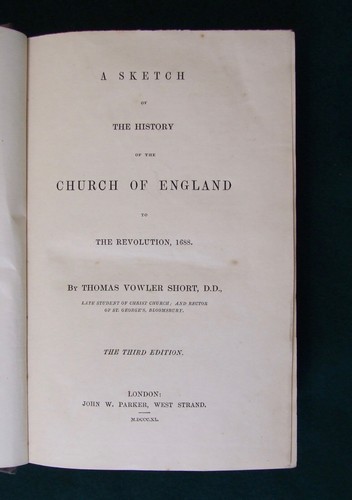 A SKETCH
OF
THE HISTORY
OF THE
CHURCH OF ENGLAND
TO
THE REVOLUTION, 1688.
BY THOMAS VOWLER SHORT, D.D.,
LATE STUDENT OF CHRIST CHURCH; AND RECTOR
OF ST. GEORGE'S, BLOOMSBURY.
THE THIRD EDITION.
LONDON:
JOHN W. PARKER, WEST STRAND.
M.DCCC.XL.